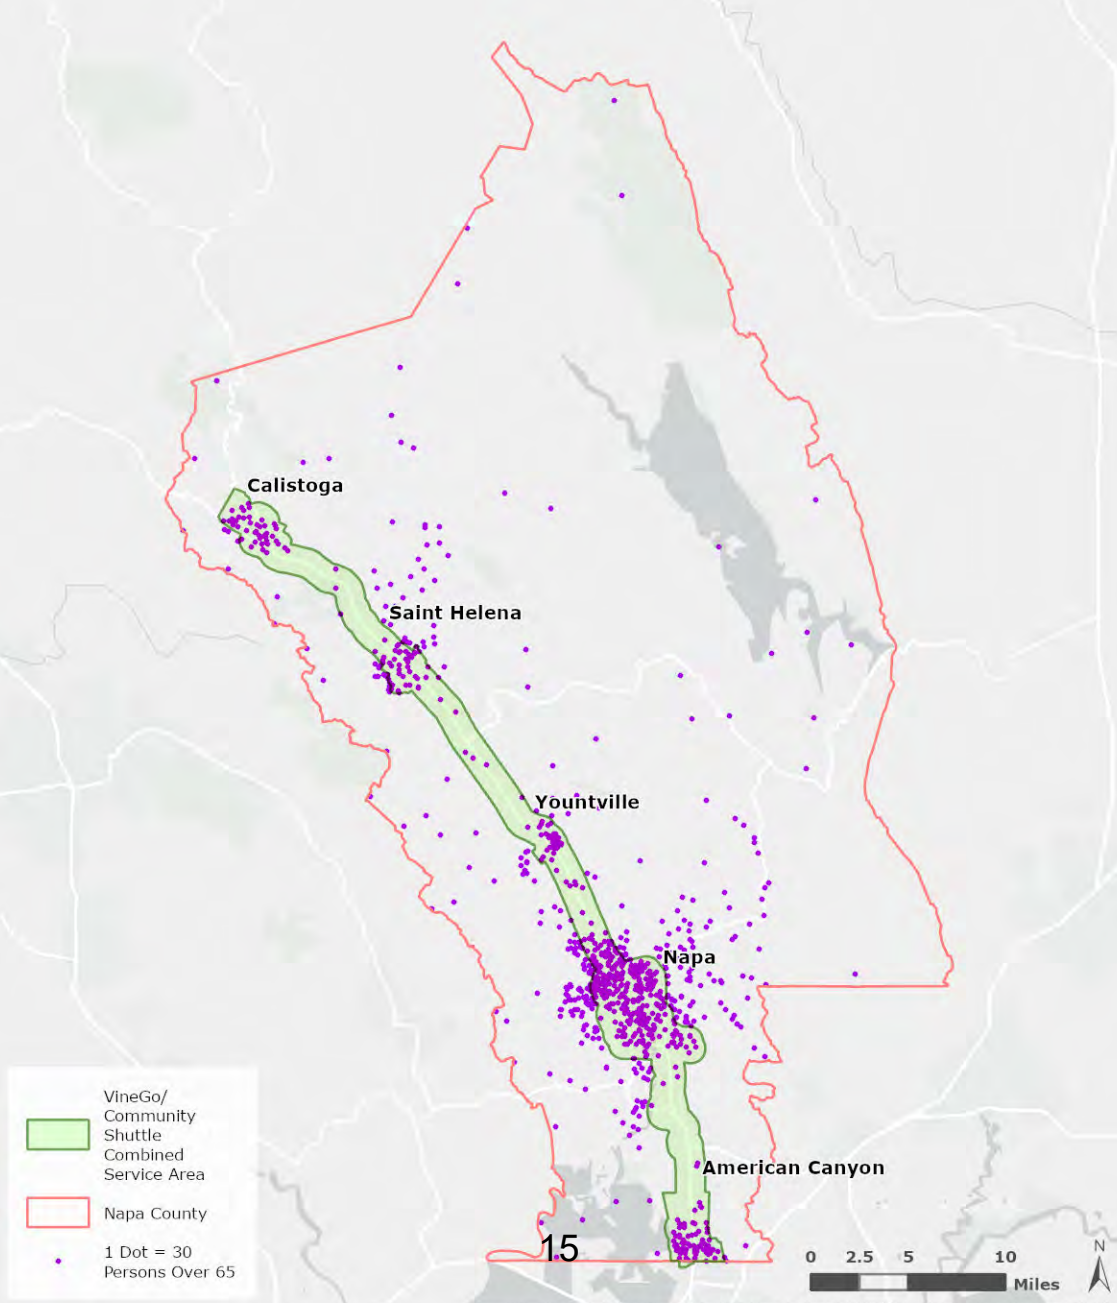 Calistoga
Saint Helena
Yountville
Napa
American Canyon
VineGo/
Community
Shuttle
Combined
Service Area
Napa County
1 Dot = 30
Persons Over 65
15
0 2.5 5 10
Miles
N